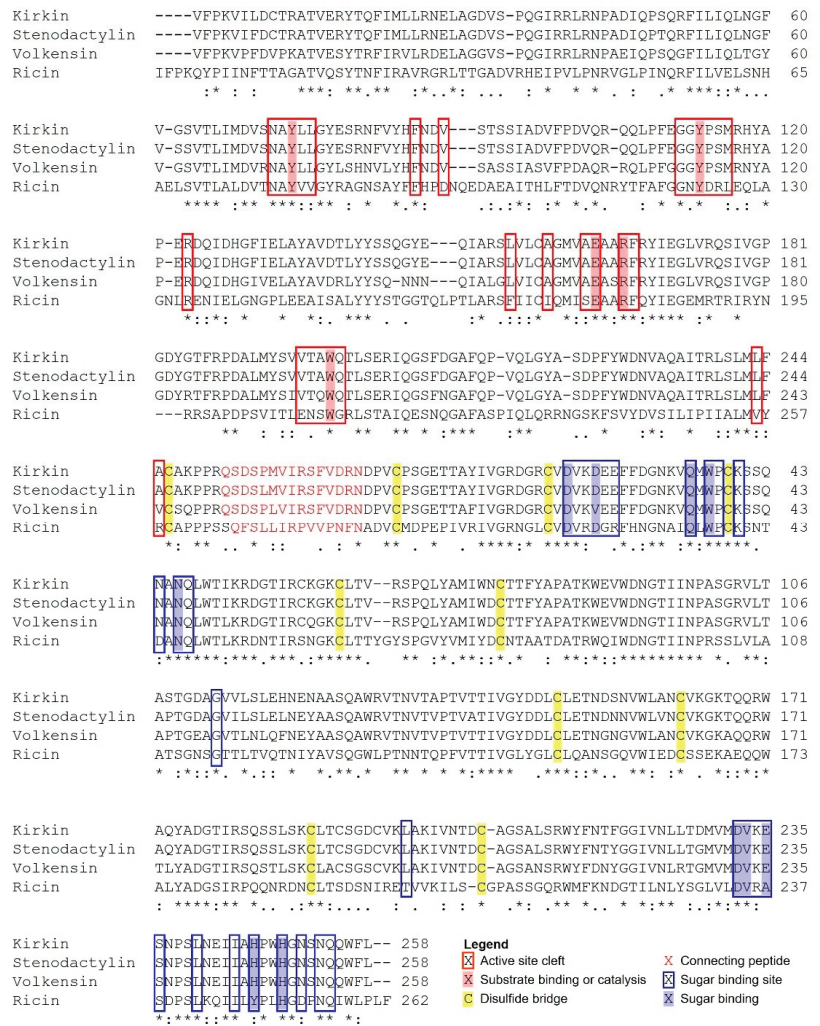 Kirkin ----VFPKVILDCTRATVERYTQFIMLLRNELAGDVS-PQGIRRLRNPADIQPSQRFILIQLNGF 60
Stenodactylin ----VFPKVIFDCTRATVERYTQFIMLLRNELAGDVS-PQGIRRLRNPADIQPSQRFILIQLNGF 60
Volkensin ----VFPKVPFDVPKATVESYTRFIRVLRDELAGGVS-PQGIRRLRNPAEIQPSQGFILIQLTGY 60
Ricin IFPKQYPIINFTTAGATVQSYTNFIRAVRGRLTTGADVRHEIPVLPNRVGLPINQRFILVELSNH 65
Kirkin V-GSVTLIMDVSNAYLLGYESRNFVYHFNDV---STSSIADVFPDVQR-QQLPFEGGYPSMRHYA 120
Stenodactylin V-SSVTLIMDVSNAYLLGYESRNFVYHFNDV---STSSIADVFPDVQR-QQLPFEGGYPSMRHYA 120
Volkensin V-GSVTLIMDVRNAYLLGYLSHNVLYHFNDV---SASSIASVFPDAQR-RQLPFGGGYPSMRNYA 120
Ricin AELSVTLALDVTNAYVVGYRAGNSAYFFHPDNQEDAEAITHLFTDVQNRYTFAFGGNYDRLEQLA 130
Kirkin P-ERDQIDHGFIELAYAVDTLYYSSQGYE---QIARSLVLCAGMVAEAARFRYIEGLVRQSIVGP 181
Stenodactylin P-ERDQIDHGFIELAYAVDTLYYSSQGYE---QIARSLVLCAGMVAEAARFRYIEGLVRQSIVGP 181
Volkensin P-ERDQIDHGIVELAYAVDRLYYSQ-NNN---QIALGLVICAGMVAEASRFRYIEGLVRQSIVGP 180
Ricin GNLRENIELGNGPLEEAISALYYYSTGGTQLPTLARSFIICIQMISEAARFQYIEGEMRTRIRYN 195
Kirkin GDYGTFRPDALMYSVVTAWQTLSERIQGSFDGAFQP-VQLGYA-SDPFYWDNVAQAITRLSLMLF 244
Stenodactylin GDYGTFRPDALMYSVVTAWQTLSERIQGSFDGAFQP-VQLGYA-SDPFYWDNVAQAITRLSLMLF 244
Volkensin GDYRTFRPDALMYSIVTQWQTLSERIQGSFNGAFQP-VQLGYA-SDPFYWDNVAQAITRLSLMLF 243
Ricin ---RRSAPDPSVITLENSWGRLSTAIQESNQGAFASPIQLQRRNGSKFSVYDVSILIPIIALMVY 257
Kirkin ACAKPPRQSDSPMVIRSFVDRNDPVCPSGETTAYIVGRDGRCVDVKDEEFFDGNKVQMWPCKSSQ 43
Stenodactylin ACAKPPRQSDSLMVIRSFVDRNDPVCPSGETTAYIVGRDGRCVDVKDEEFFDGNKVQMWPCKSSQ 43
Volkensin VCSQPPRQSDSPMVIRSFVDRNDPVCPSGETTAYIVGRDGRCVDVKVEEFFDGNKVQMWPCKSSQ 43
Ricin RCAPPPSSQFSLLIRPVVPNFNADVCMDPEPIVRIVGRNGLCVDVRDGRFHNGNAIQLWPCKSNT 43
Kirkin NANQLWTIKRDGTIRCKGKCLTV--RSPQLYAMIWNCTTFYAPATKWEVWDNGTIINPASGRVLT 106
Stenodactylin NANQLWTIKRDGTIRCKGKCLTV--RSPQLYAMIWDCTTFYAPATKWEVWDNGTIINPASGRVLT 106
Volkensin NANQLWTLKRDGTIRCQGKCLTV--RSPQLYAMIWDCTTFYAPATKWEVWDNGTIINPASGRVLT 106
Ricin DANQLWTLKRDNTIRSNGKCLTTYGYSPGVYVMIYDCNTAATDATRWQIWDNGTIINPRSSLVLA 108
Kirkin ASTGDAGVVLSLEHNENAASQAWRVTNVTAPTVTTIVGYDDLCLETNDSNVWLANCVKGKTQQRW 171
Stenodactylin APTGDAGVILSLELNEYAASQAWRVTNVTVPTVATIVGYDDLCLETNDNNVWLVNCVKGKTQQRW 171
Volkensin APTGEAGVTLNLQFNEYAASQAWRVTNVTVPTVTTIVGYDDLCLETNGNGVWLANCVKGKAQQRW 171
Ricin ATSGNSGTTLTVQTNIYAVSQGWLPTNNTQPFVTTIVGLYGLCLQANSGQVWIEDCSSEKAEQQW 173
Kirkin AQYADGTIRSQSSLSKCLTCSGDCVKLAKIVNTDC-AGSALSRWYFNTFGGIVNLLTDMVMDVKE 235
Stenodactylin AQYADGTIRSQSSLSKCLTCSGDCVKLAKIVNTDC-AGSALSRWYFNTFGGIVNLLTDMVMDVKE 235
Volkensin TLYADGTIRSQSTLSKCLACSGSCVKLAKIVNTDC-AGSANSRWYFDNYGGIVNLRTGMVMDVKE 235
Ricin ALYADGSIRPQQNRDNCLTSDSNIRETVVKILS-CGPASSGQRWMFKNDGTILNLYSGLVLDVRA 237
Kirkin SNPSLNEIIAHPWHGNSNQQWFL-- 258
Stenodactylin SNPSLNEIIAHPWHGNSNQQWFL-- 258
Volkensin SNPSLNEIIAHPWHGNSNQQWFL-- 258
Ricin SDPSLKQIILYPLHGDPNQIWLPLF 262
Legend
X Active site cleft
X Substrate binding or catalysis
C Disulfide bridge
X Connecting peptide
X Sugar binding site
X Sugar binding